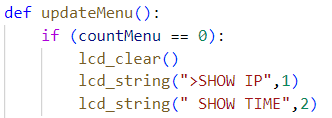 def updateMenu():
    if (countMenu == 0):
        lcd_clear()
        lcd_string(">SHOW IP",1)
        lcd_string(" SHOW TIME",2)